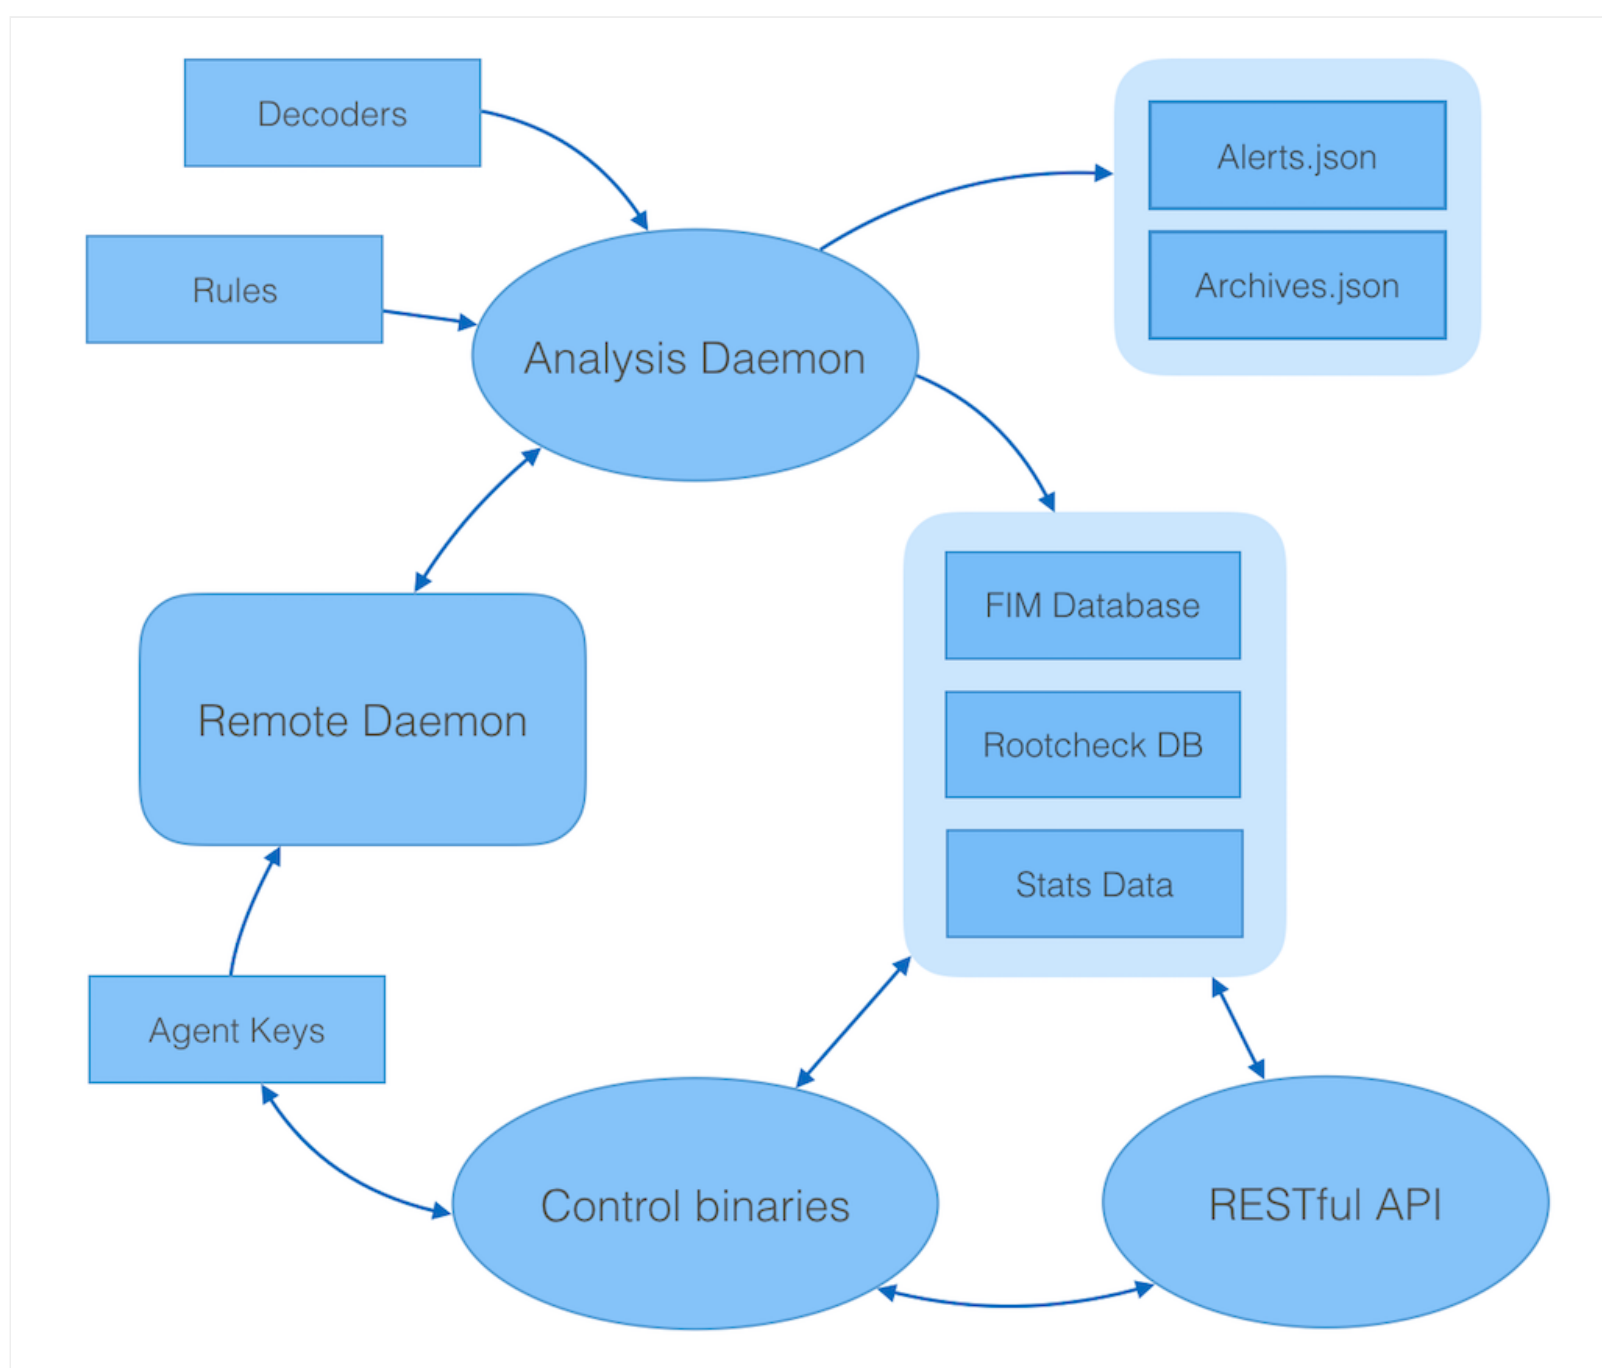 Decoders
Alerts.json
Rules
Archives.json
Analysis Daemon
FIM Database
Remote Daemon
Rootcheck DB
Stats Data
Agent Keys
Control binaries
RESTful API